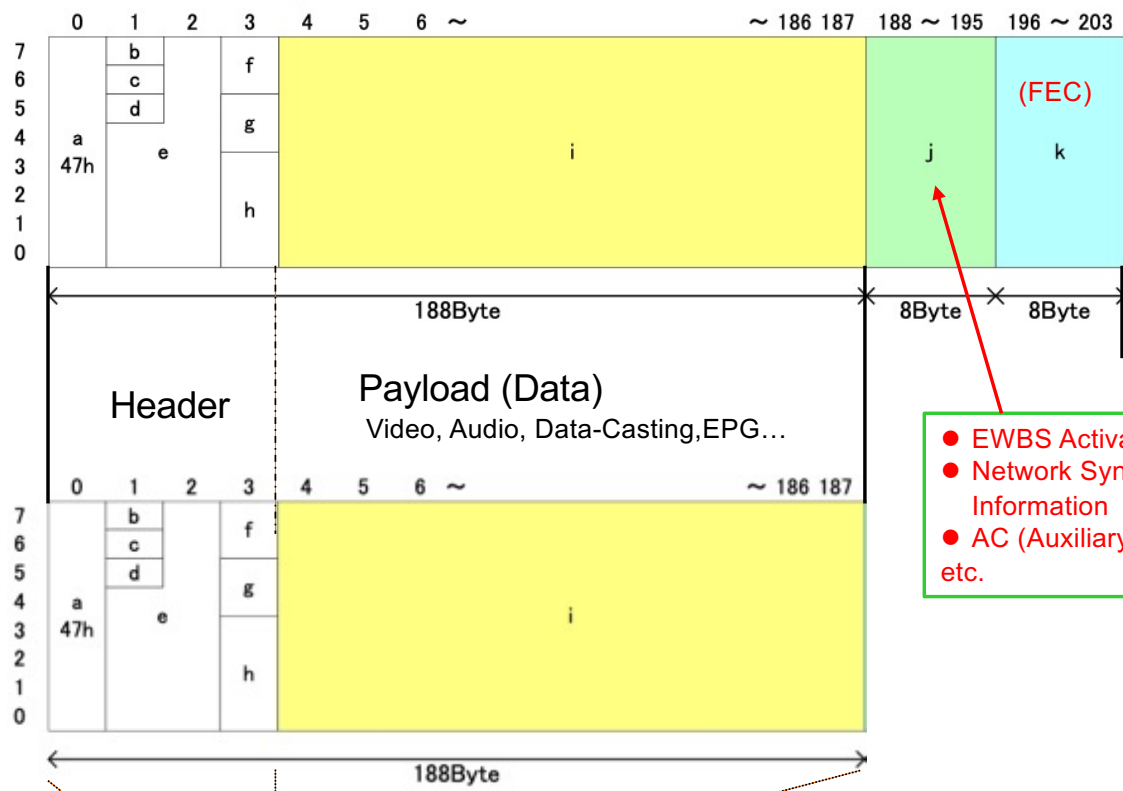 0 1 2 3 4 5 6 ～ ～ 186 187 188 ～ 195 196 ～ 203
7
6
5
4
3
2
1
0
a
47h
b
c
d
e
f
g
h
i
j
(FEC)
k
188Byte
8Byte
8Byte
Header
Payload (Data)
Video, Audio, Data-Casting,EPG…
● EWBS Activa
● Network Syn
Information
● AC (Auxiliary
etc.
0 1 2 3 4 5 6 ～ ～ 186 187
7
6
5
4
3
2
1
0
a
47h
b
c
d
e
f
g
h
i
188Byte